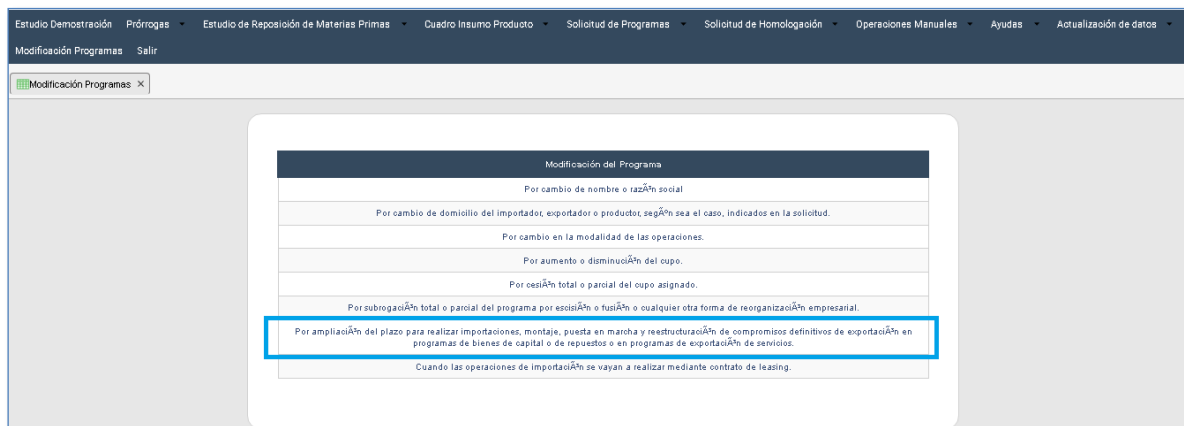 Estudio Demostración Prórrogas Estudio de Reposición de Materias Primas Cuadro Insumo Producto Solicitud de Programas Solicitud de Homologación Operaciones Manuales Ayudas Actualización de datos
Modificación Programas Salir
Modificación Programas ×
Modificación del Programa
Por cambio de nombre o razÃ³n social
Por cambio de domicilio del importador, exportador o productor, segÃºn sea el caso, indicados en la solicitud.
Por cambio en la modalidad de las operaciones.
Por aumento o disminuciÃ³n del cupo.
Por cesiÃ³n total o parcial del cupo asignado.
Por subrogaciÃ³n total o parcial del programa por escisiÃ³n o fusiÃ³n o cualquier otra forma de reorganizaciÃ³n empresarial.
Por ampliaciÃ³n del plazo para realizar importaciones, montaje, puesta en marcha y reestructuraciÃ³n de compromisos definitivos de exportaciÃ³n en
programas de bienes de capital o de repuestos o en programas de exportaciÃ³n de servicios.
Cuando las operaciones de importaciÃ³n se vayan a realizar mediante contrato de leasing.